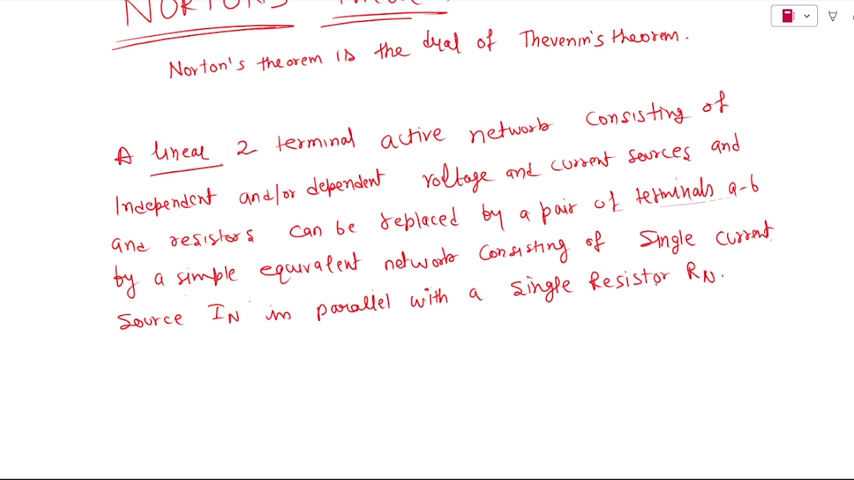 NORTON'S
Norton's theorem is the dual of Thevenin's theorem.
A linear 2 terminal active network consisting of
Independent and/or dependent voltage and current sources and
and resistors can be replaced by a pair of terminals a-b
by a simple equivalent network consisting of single current
Source IN in parallel with a single Resistor RN.